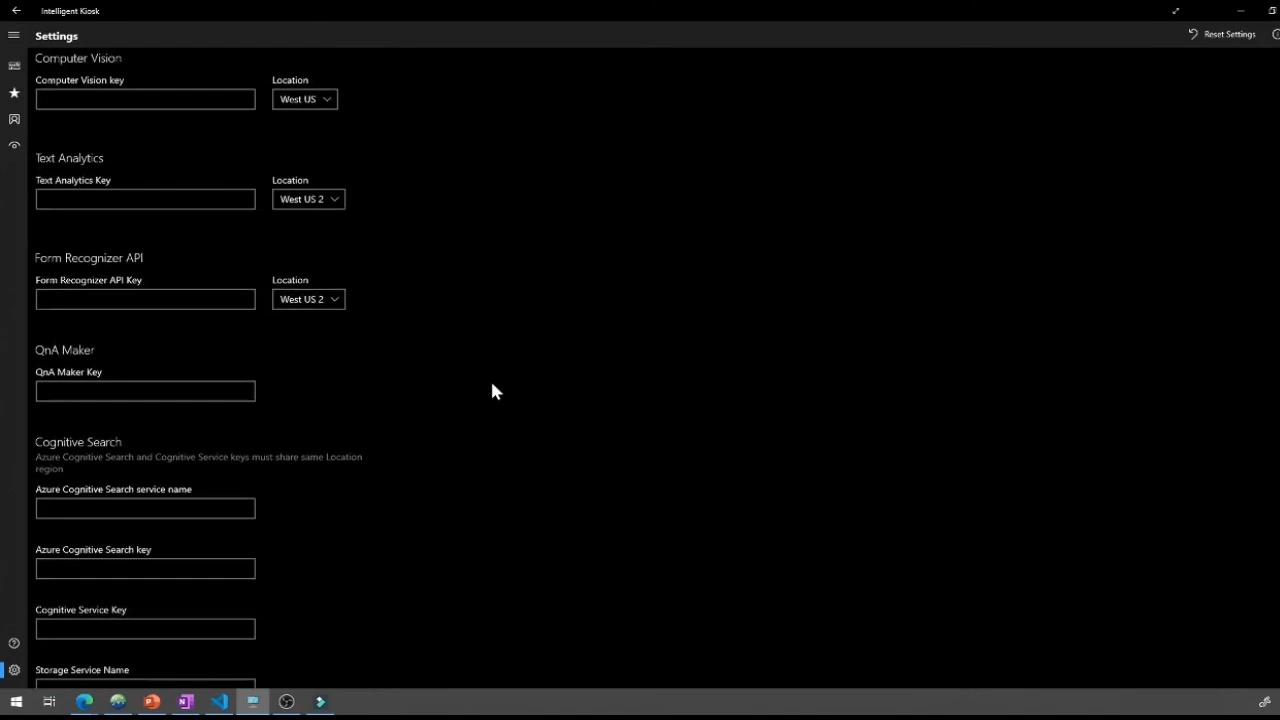 Intelligent Kiosk
Settings
Reset Settings
Computer Vision
Computer Vision key
Location
West US
Text Analytics
Text Analytics Key
Location
West US 2
Form Recognizer API
Form Recognizer API Key
Location
West US 2
QnA Maker
QnA Maker Key
Cognitive Search
Azure Cognitive Search and Cognitive Service keys must share same Location
region
Azure Cognitive Search service name
Azure Cognitive Search key
Cognitive Service Key
Storage Service Name